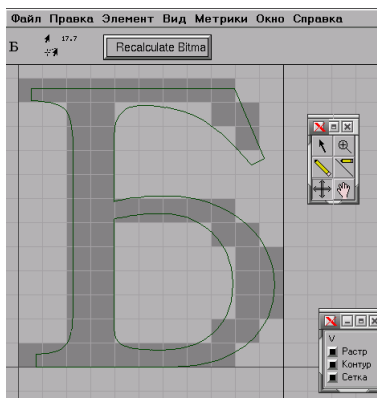 Файл Правка Элемент Вид Метрики Окно Справка
Б 17.7 Recalculate Bitma
Б
V
Растр
Контур
Сетка